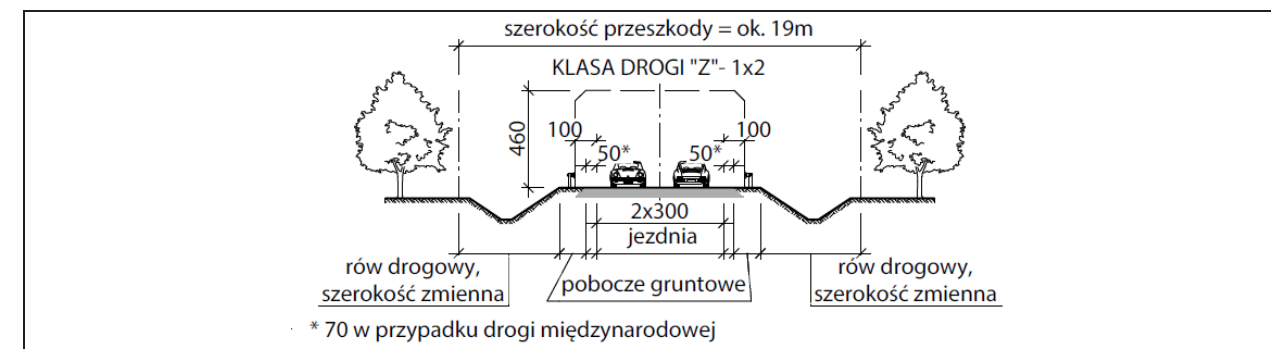 szerokość przeszkody = ok. 19m
KLASA DROGI "Z"- 1x2
460
100
100
50*
50*
2x300
jezdnia
rów drogowy,
szerokość zmienna
pobocze gruntowe
rów drogowy,
szerokość zmienna
* 70 w przypadku drogi międzynarodowej